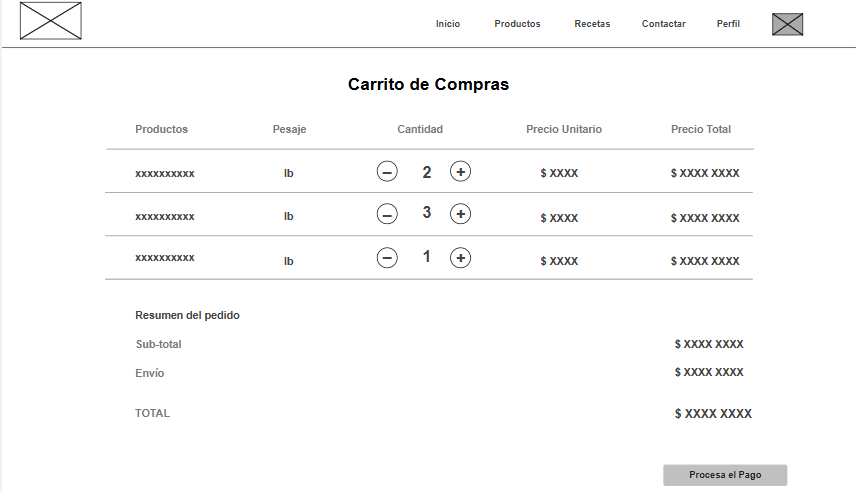 Inicio Productos Recetas Contactar Perfil
Carrito de Compras
Productos Pesaje Cantidad Precio Unitario Precio Total
xxxxxxxxxx lb − 2 + $ XXXX $ XXXX XXXX
xxxxxxxxxx lb − 3 + $ XXXX $ XXXX XXXX
xxxxxxxxxx lb − 1 + $ XXXX $ XXXX XXXX
Resumen del pedido
Sub-total $ XXXX XXXX
Envío $ XXXX XXXX
TOTAL $ XXXX XXXX
Procesa el Pago